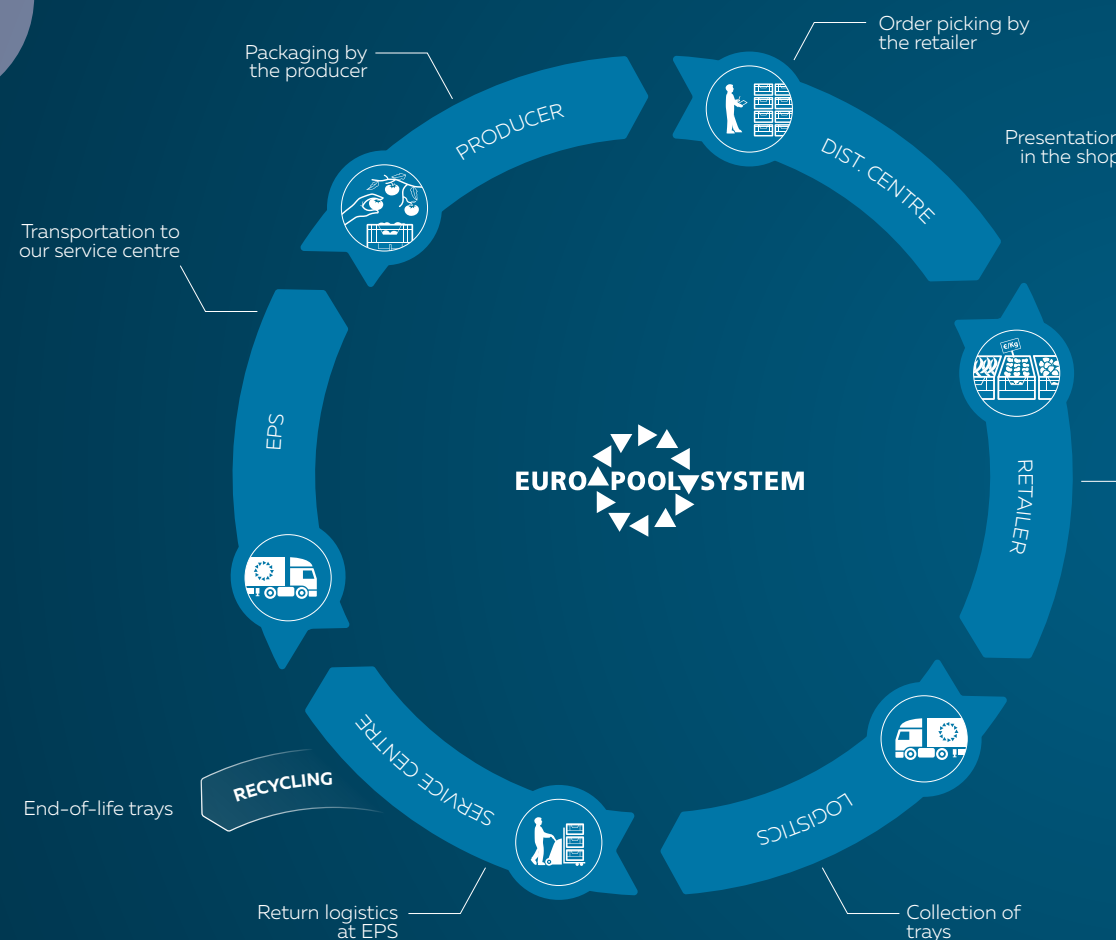 Order picking by
the retailer
Packaging by
the producer
PRODUCER
DIST. CENTRE
Presentation
in the shop
Transportation to
our service centre
€/Kg
EPS
EURO POOL SYSTEM
RETAILER
SERVICE CENTRE
RECYCLING
End-of-life trays
LOGISTICS
Return logistics
at EPS
Collection of
trays